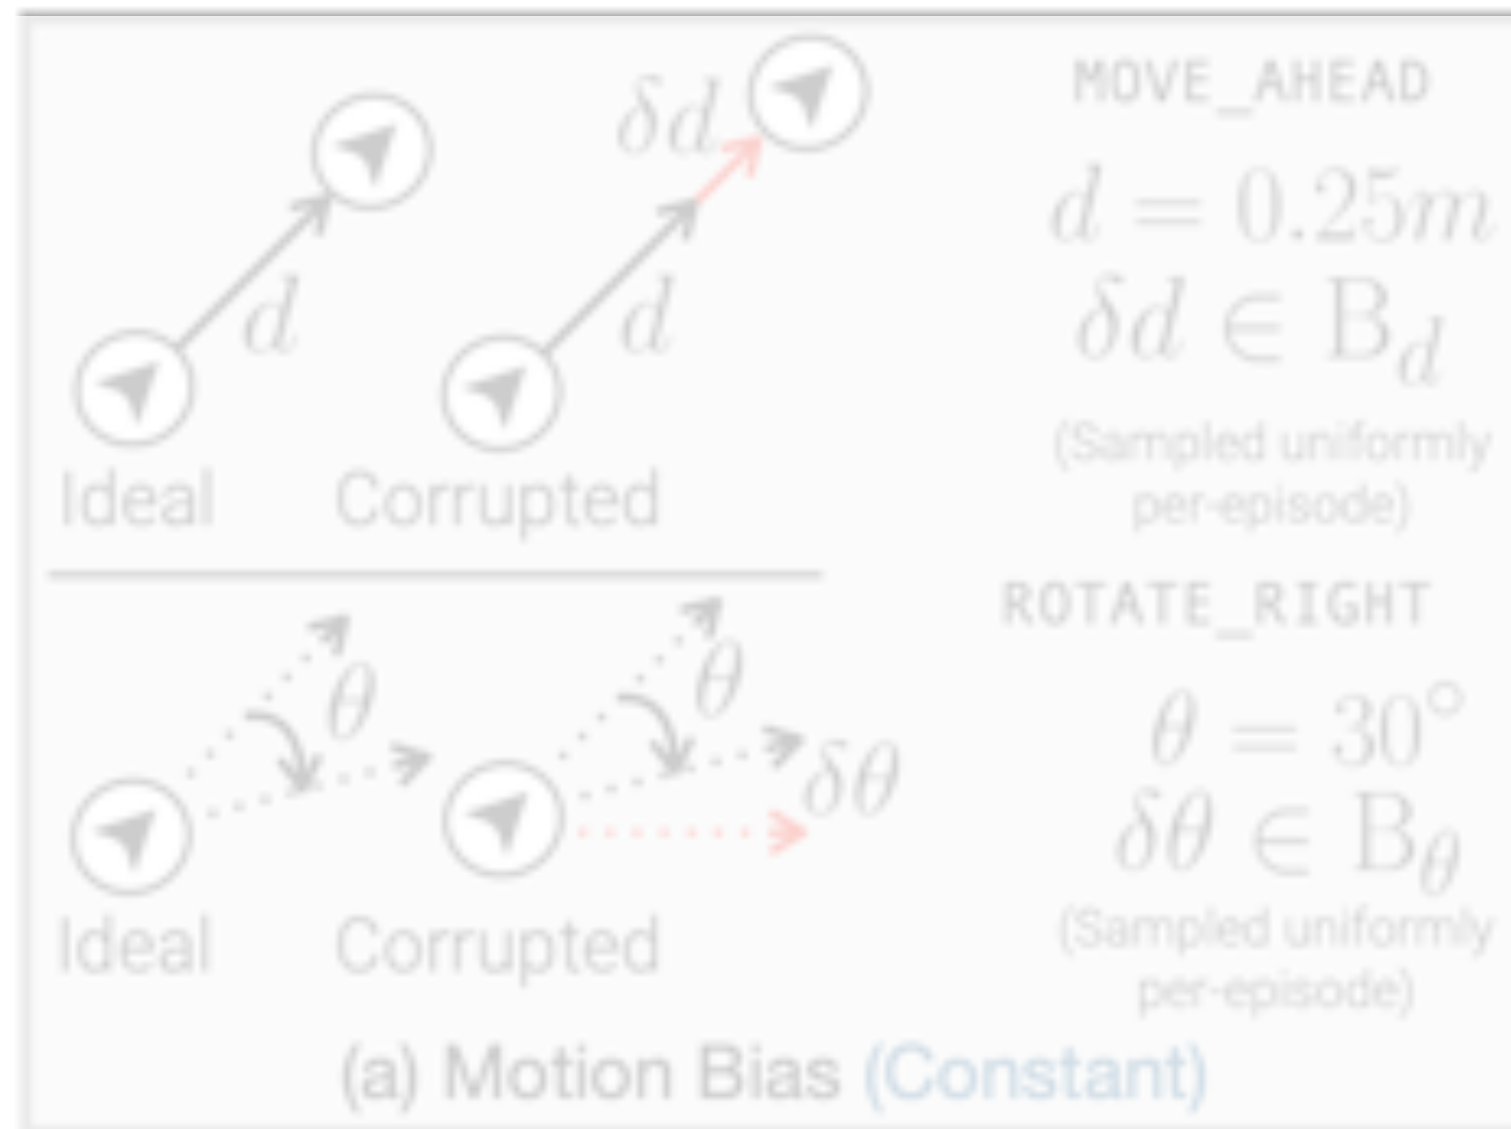 δd
MOVE_AHEAD
d = 0.25m
d
d
δd ∈ B_d
(Sampled uniformly
per-episode)
Ideal
Corrupted
ROTATE_RIGHT
θ
θ
θ = 30°
δθ
δθ ∈ B_θ
(Sampled uniformly
per-episode)
Ideal
Corrupted
(a) Motion Bias (Constant)